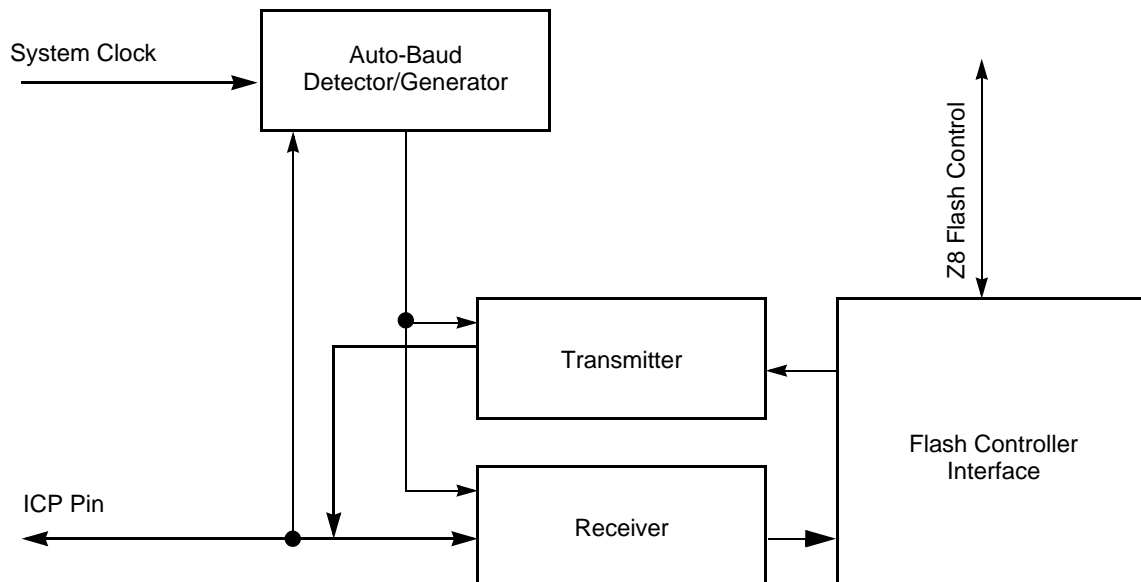 System Clock
Auto-Baud
Detector/Generator
Z8 Flash Control
Transmitter
Flash Controller
Interface
ICP Pin
Receiver